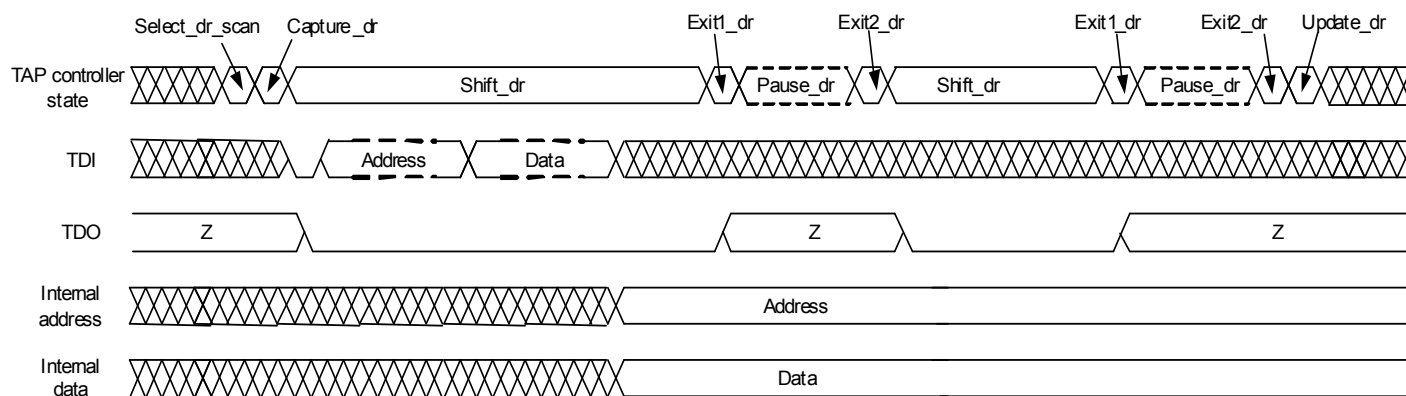 Select_dr_scan Capture_dr Exit1_dr Exit2_dr Exit1_dr Exit2_dr Update_dr
TAP controller
state
Shift_dr Pause_dr Shift_dr Pause_dr
TDI Address Data
TDO Z Z Z
Internal
address
Address
Internal
data
Data